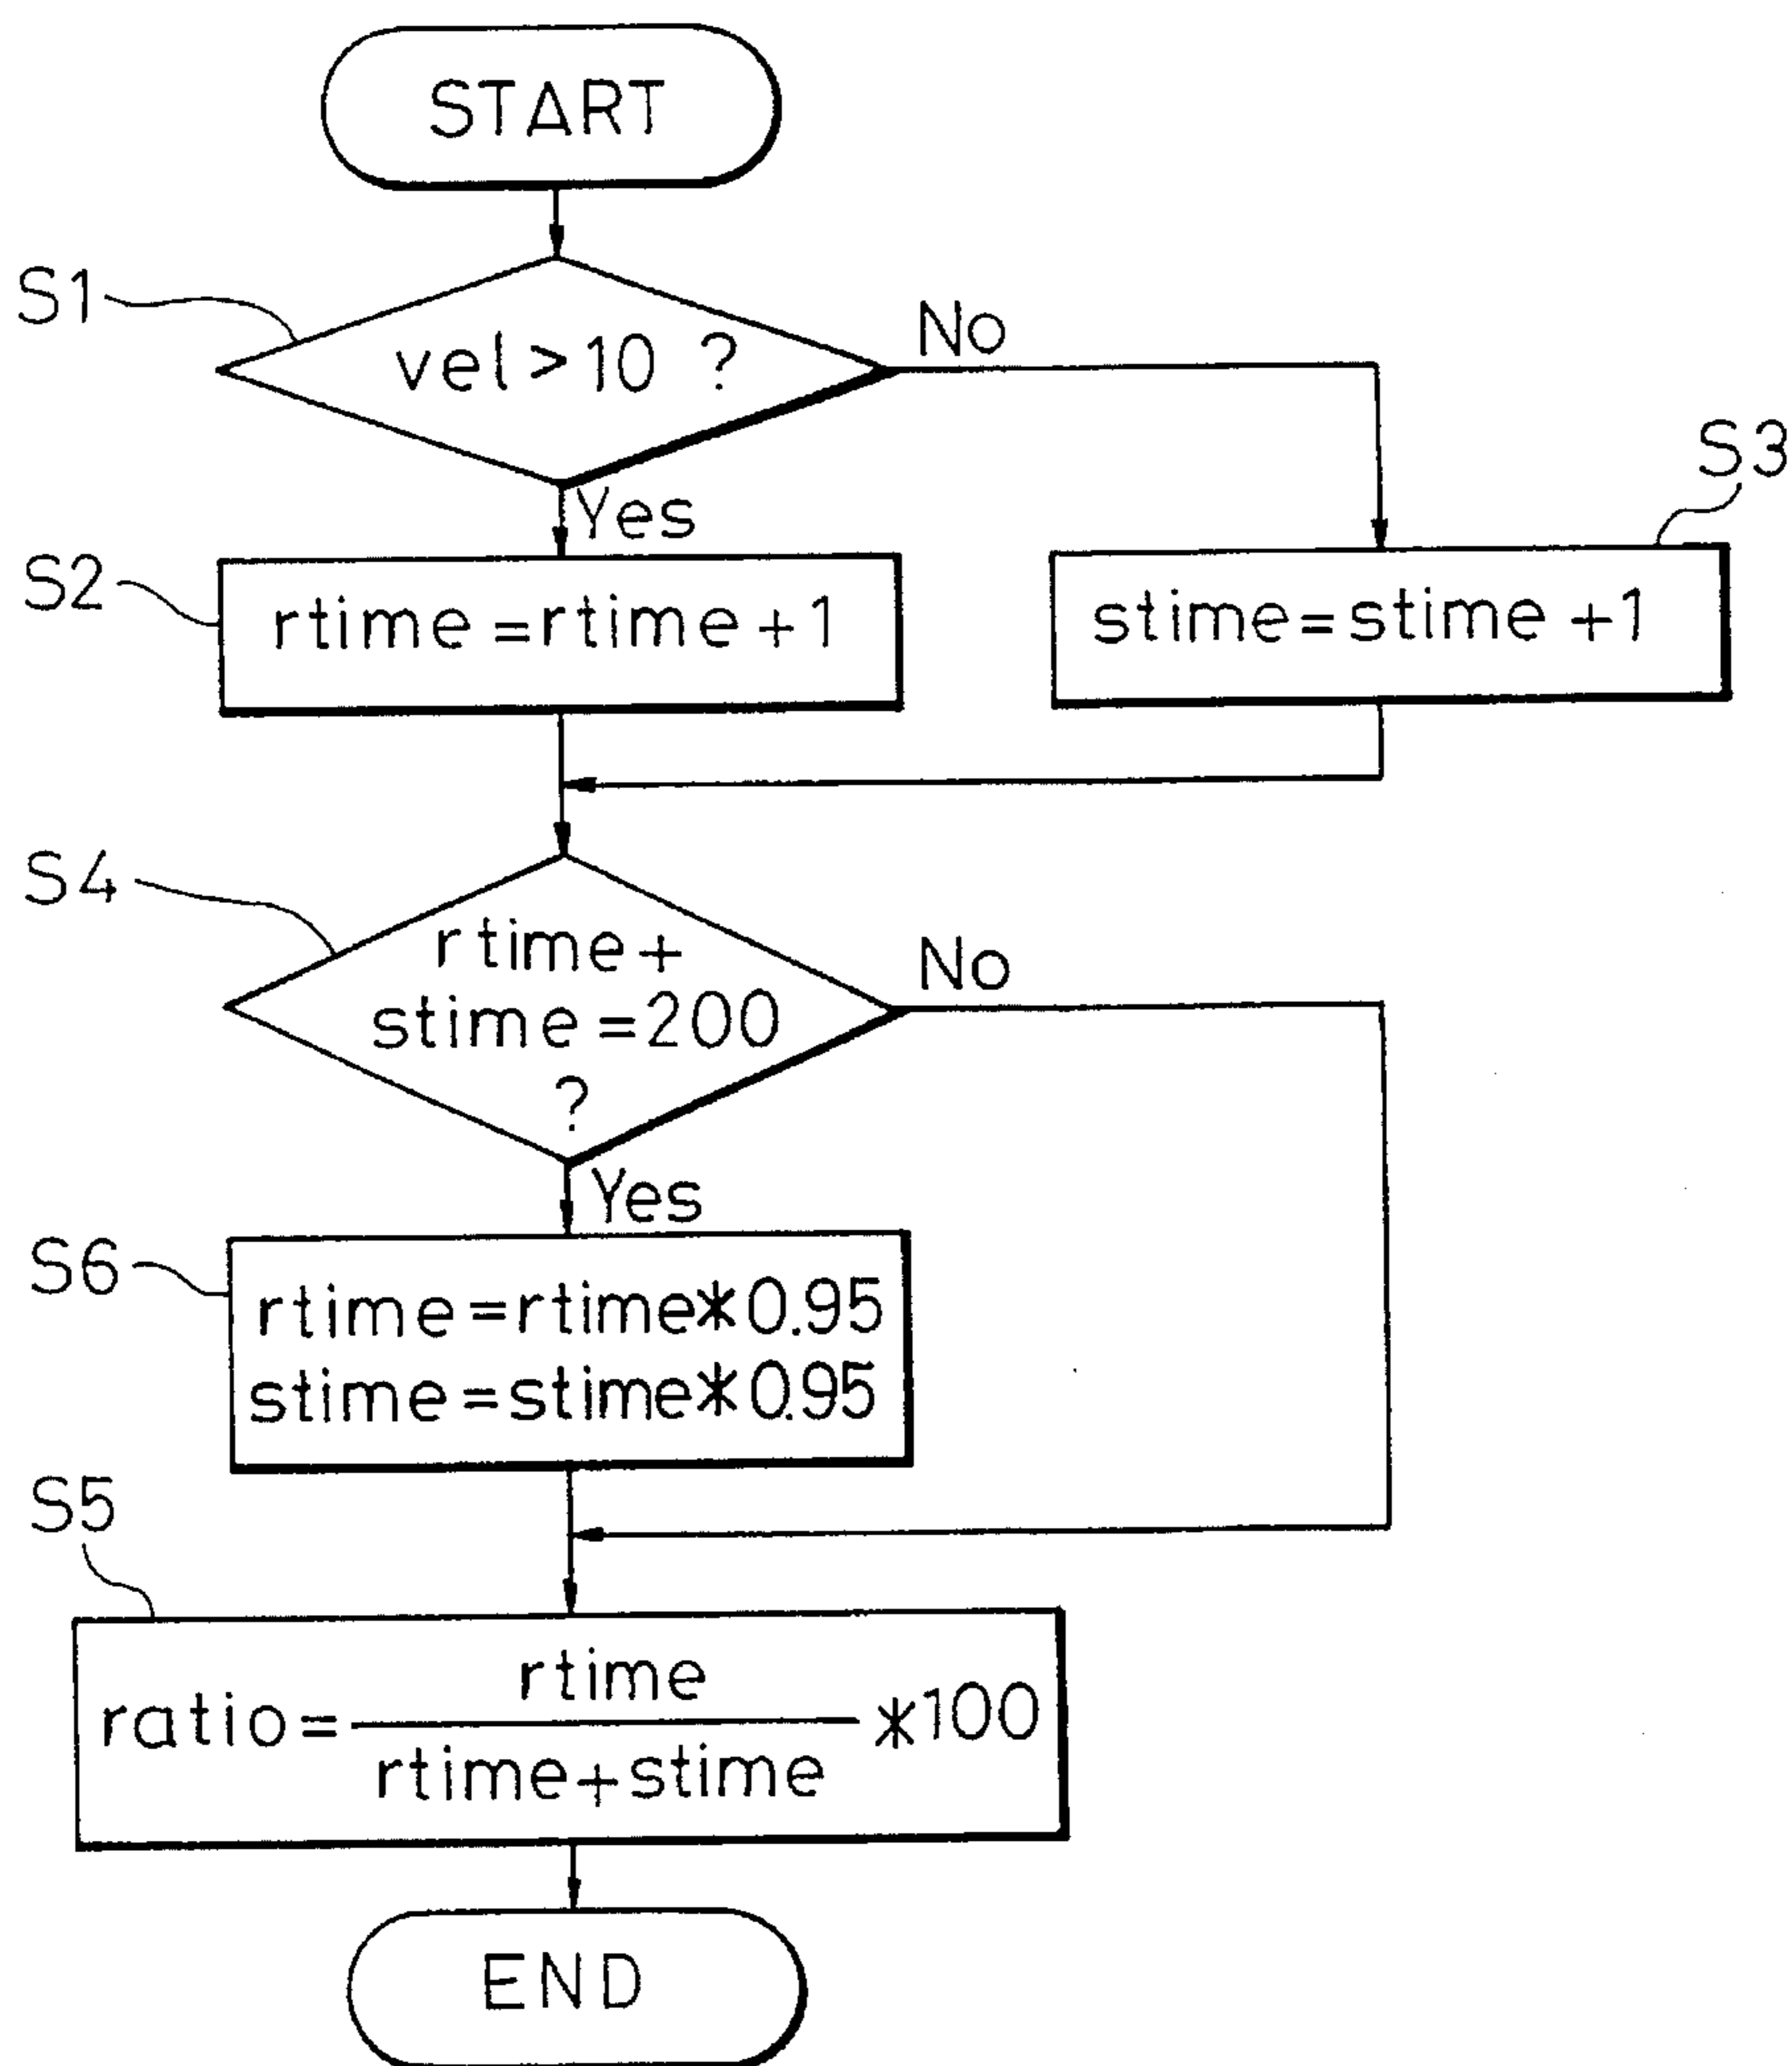 START
S1
vel>10 ?
No
Yes
S3
S2
rtime=rtime+1
stime=stime+1
S4
rtime+
stime=200
?
No
Yes
S6
rtime=rtime*0.95
stime=stime*0.95
S5
rtime
ratio= *100
rtime+stime
END